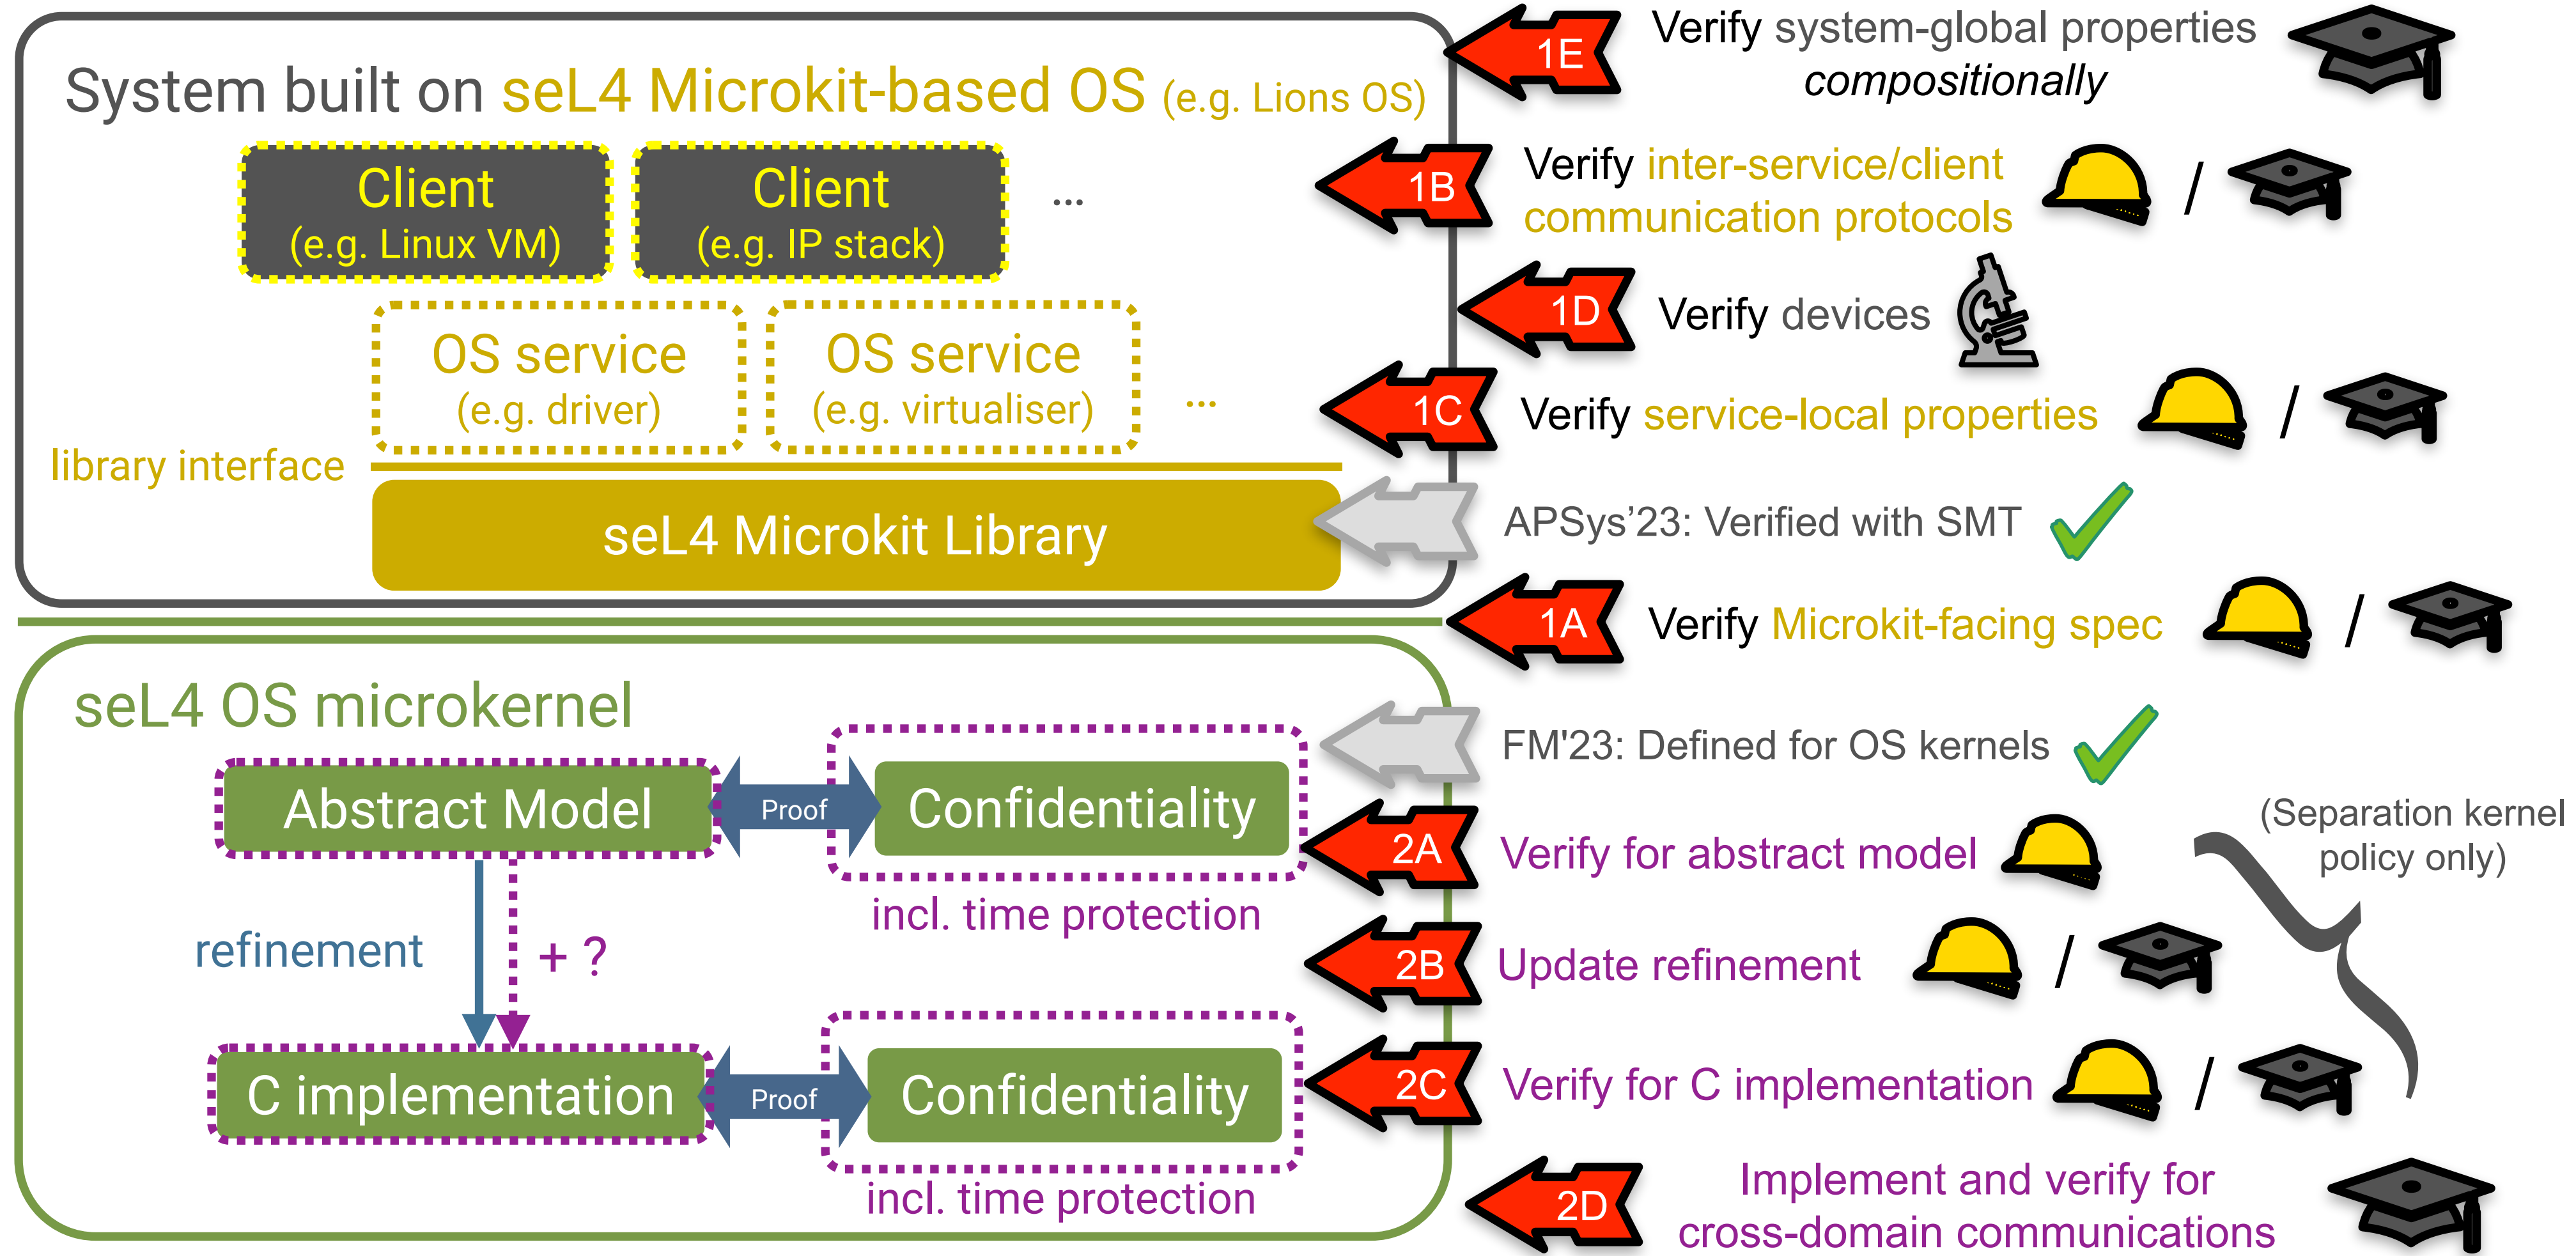 System built on seL4 Microkit-based OS (e.g. Lions OS)
Client
(e.g. Linux VM)
Client
(e.g. IP stack)
...
OS service
(e.g. driver)
OS service
(e.g. virtualiser)
...
library interface
seL4 Microkit Library
1E
Verify system-global properties
compositionally
1B
Verify inter-service/client
communication protocols
/
1D
Verify devices
1C
Verify service-local properties
/
APSys’23: Verified with SMT
1A
Verify Microkit-facing spec
/
seL4 OS microkernel
Abstract Model
Proof
Confidentiality
incl. time protection
refinement
+ ?
C implementation
Proof
Confidentiality
incl. time protection
FM'23: Defined for OS kernels
2A
Verify for abstract model
(Separation kernel
policy only)
2B
Update refinement
/
2C
Verify for C implementation
/
2D
Implement and verify for
cross-domain communications